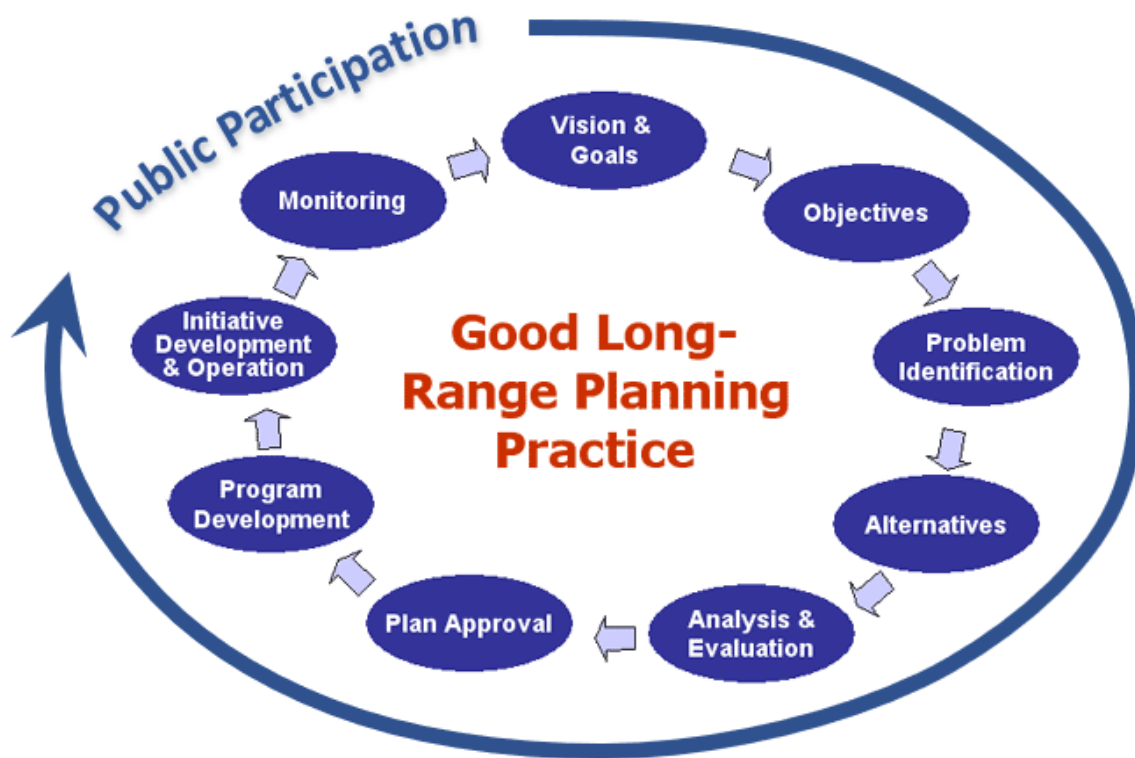 Public Participation
Vision &
Goals
Objectives
Problem
Identification
Alternatives
Analysis &
Evaluation
Plan Approval
Program
Development
Initiative
Development
& Operation
Monitoring
Good Long-
Range Planning
Practice